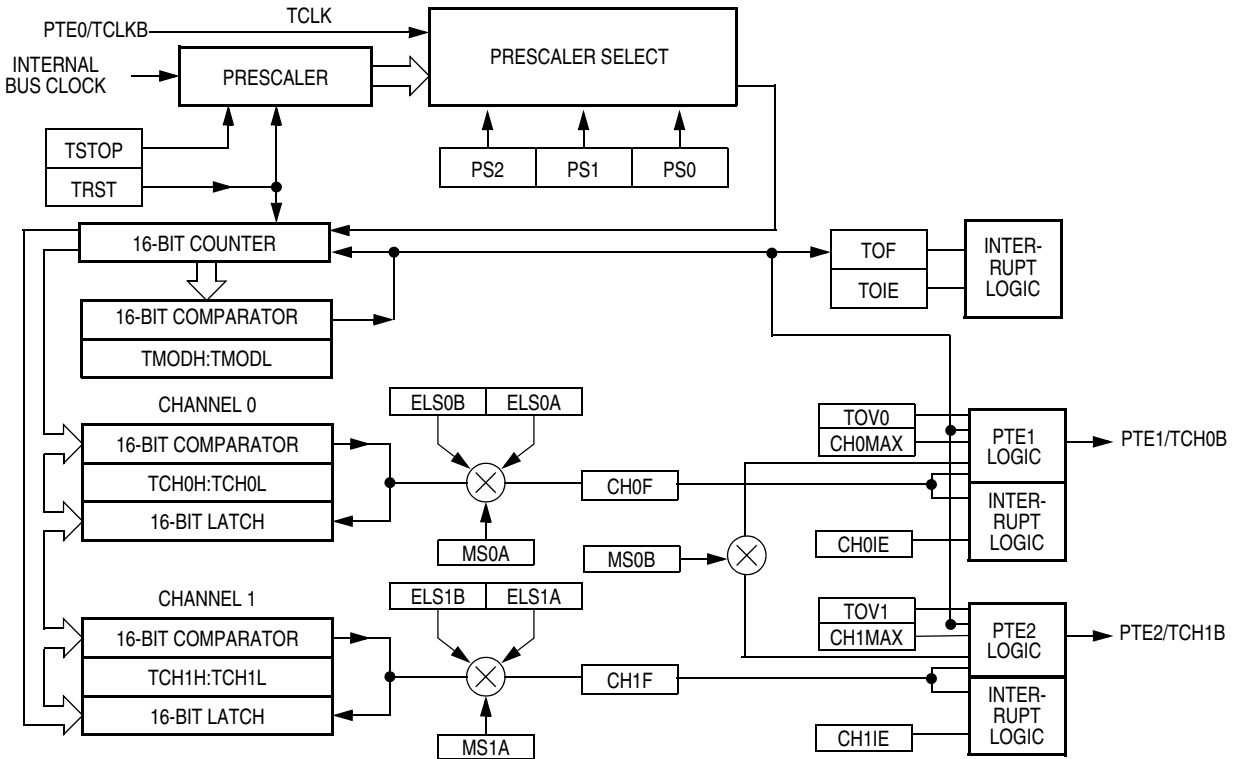 TCLK
PTE0/TCLKB
PRESCALER SELECT
INTERNAL
BUS CLOCK
PRESCALER
TSTOP
PS2
PS1
PS0
TRST
16-BIT COUNTER
TOF
INTER-
RUPT
LOGIC
TOIE
16-BIT COMPARATOR
TMODH:TMODL
CHANNEL 0
ELS0B
ELS0A
TOV0
PTE1
LOGIC
PTE1/TCH0B
16-BIT COMPARATOR
CH0MAX
TCH0H:TCH0L
CH0F
16-BIT LATCH
INTER-
RUPT
LOGIC
MS0A
MS0B
CH0IE
CHANNEL 1
ELS1B
ELS1A
TOV1
PTE2
LOGIC
PTE2/TCH1B
16-BIT COMPARATOR
CH1MAX
TCH1H:TCH1L
CH1F
16-BIT LATCH
INTER-
RUPT
LOGIC
MS1A
CH1IE